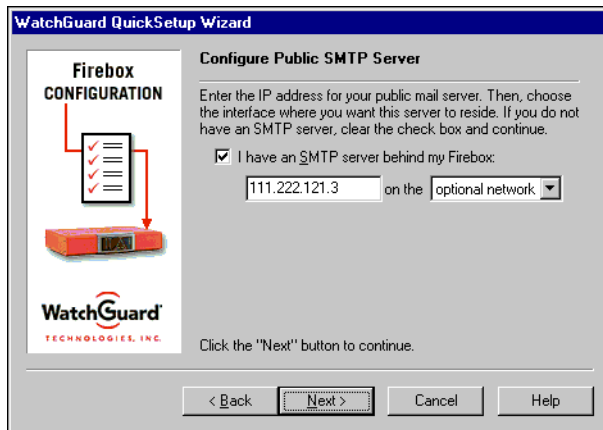 WatchGuard QuickSetup Wizard
Firebox
CONFIGURATION
WatchGuard
TECHNOLOGIES, INC.
Configure Public SMTP Server
Enter the IP address for your public mail server. Then, choose
the interface where you want this server to reside. If you do not
have an SMTP server, clear the check box and continue.
I have an SMTP server behind my Firebox:
111.222.121.3 on the optional network
Click the "Next" button to continue.
< Back Next > Cancel Help